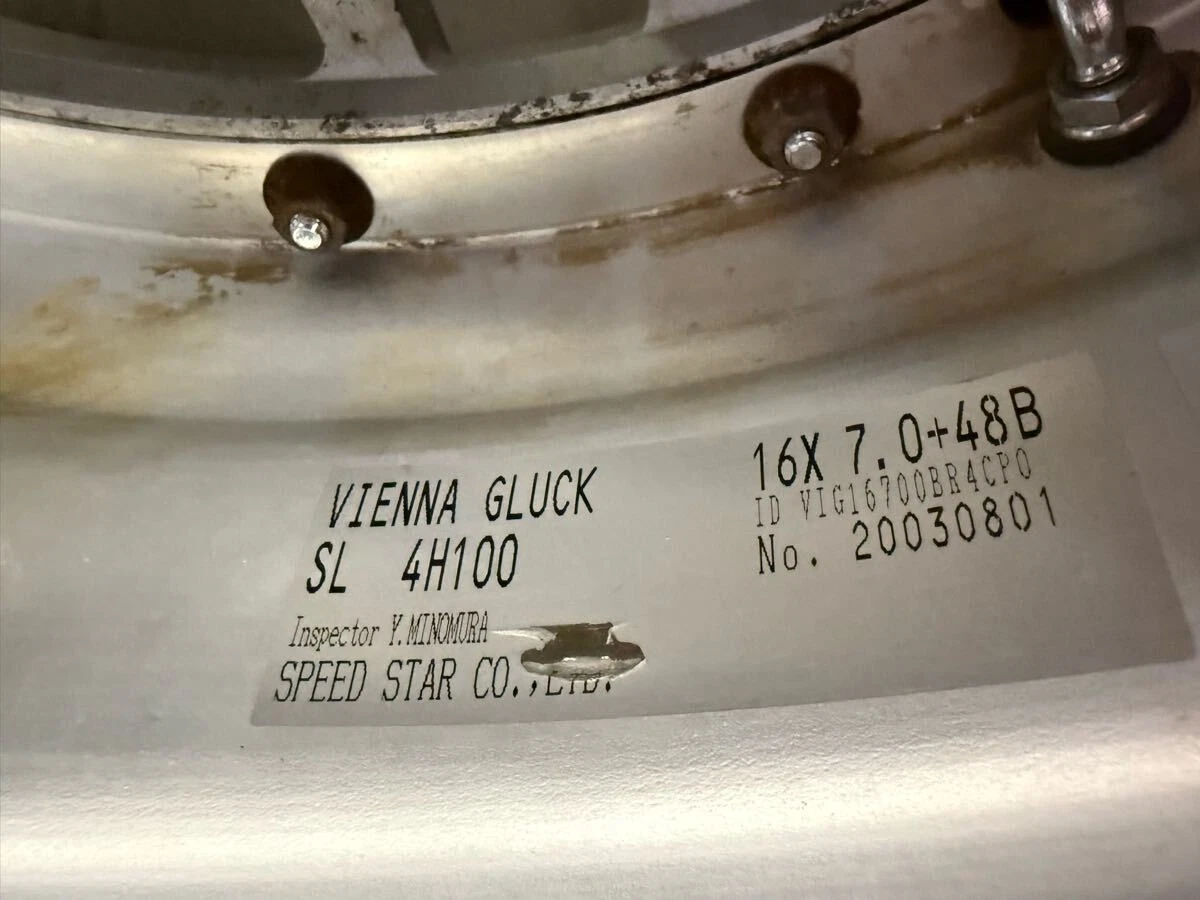 VIENNA GLUCK
SL 4H100
Inspector Y.MINOMURA
SPEED STAR CO.,LTD.
16X 7.0+48B
ID VIG16700BR4CPO
No. 20030801